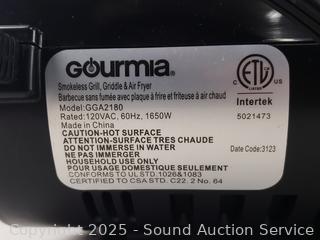 GOURMIA®
Smokeless Grill, Griddle & Air Fryer
Barbecue sans fumée avec plaque à frire et friteuse à air chaud
Model:GGA2180
Rated:120VAC, 60Hz, 1650W
Made in China
CAUTION-HOT SURFACE
ATTENTION-SURFACE TRES CHAUDE
DO NOT IMMERSE IN WATER
NE PAS IMMERGER
HOUSEHOLD USE ONLY
POUR USAGE DOMESTIQUE SEULEMENT
CONFORMS TO UL STD.1026&1083
CERTIFIED TO CSA STD. C22. 2 No. 64
ETL
Intertek
5021473
Date Code:3123
Copyright 2025 - Sound Auction Service